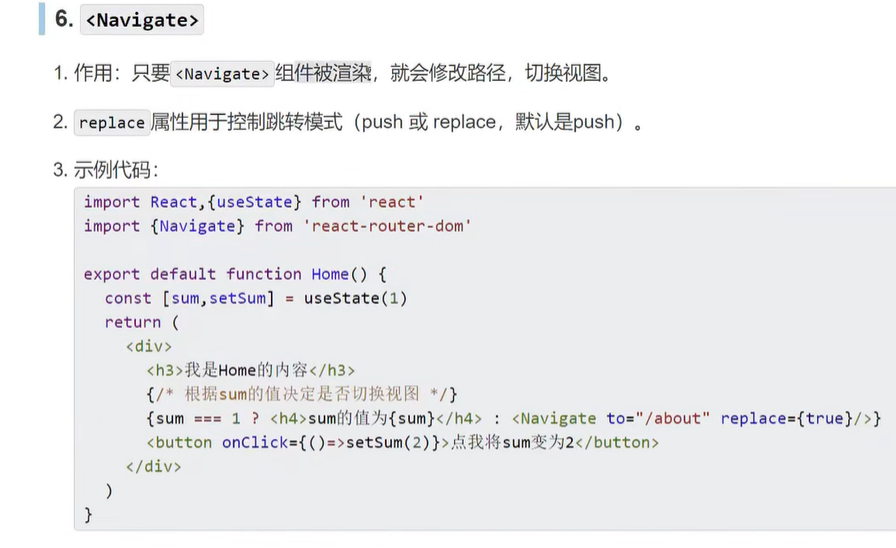 6. <Navigate>
1. 作用：只要<Navigate>组件被渲染，就会修改路径，切换视图。
2. replace属性用于控制跳转模式（push 或 replace，默认是push）。
3. 示例代码：
import React,{useState} from 'react'
import {Navigate} from 'react-router-dom'
export default function Home() {
const [sum,setSum] = useState(1)
return (
<div>
<h3>我是Home的内容</h3>
{/* 根据sum的值决定是否切换视图 */}
{sum === 1 ? <h4>sum的值为{sum}</h4> : <Navigate to="/about" replace={true}/>}
<button onClick={()=>setSum(2)}>点我将sum变为2</button>
</div>
)
}